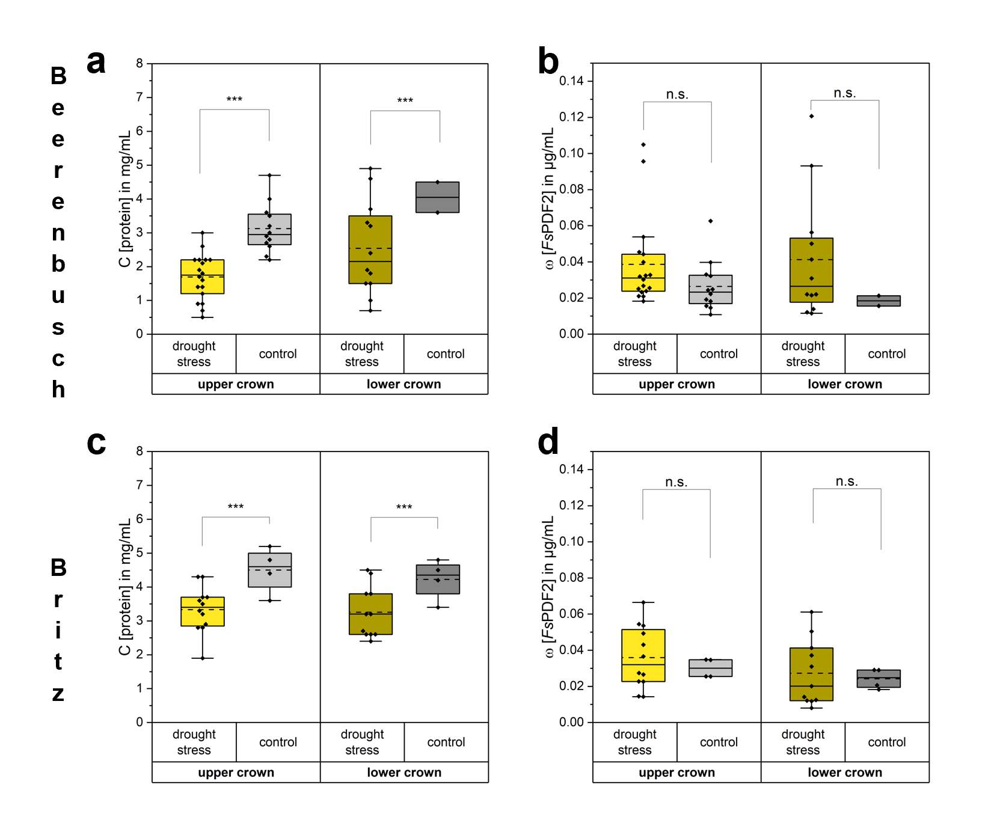 Beerenbusch
a
8
7
6
5
4
3
2
1
0
C [protein] in mg/mL
***
***
drought stress
control
drought stress
control
upper crown
lower crown
b
0.14
0.12
0.10
0.08
0.06
0.04
0.02
0.00
ω [FsPDF2] in µg/mL
n.s.
n.s.
drought stress
control
drought stress
control
upper crown
lower crown
Britz
c
8
7
6
5
4
3
2
1
0
C [protein] in mg/mL
***
***
drought stress
control
drought stress
control
upper crown
lower crown
d
0.14
0.12
0.10
0.08
0.06
0.04
0.02
0.00
ω [FsPDF2] in µg/mL
n.s.
n.s.
drought stress
control
drought stress
control
upper crown
lower crown